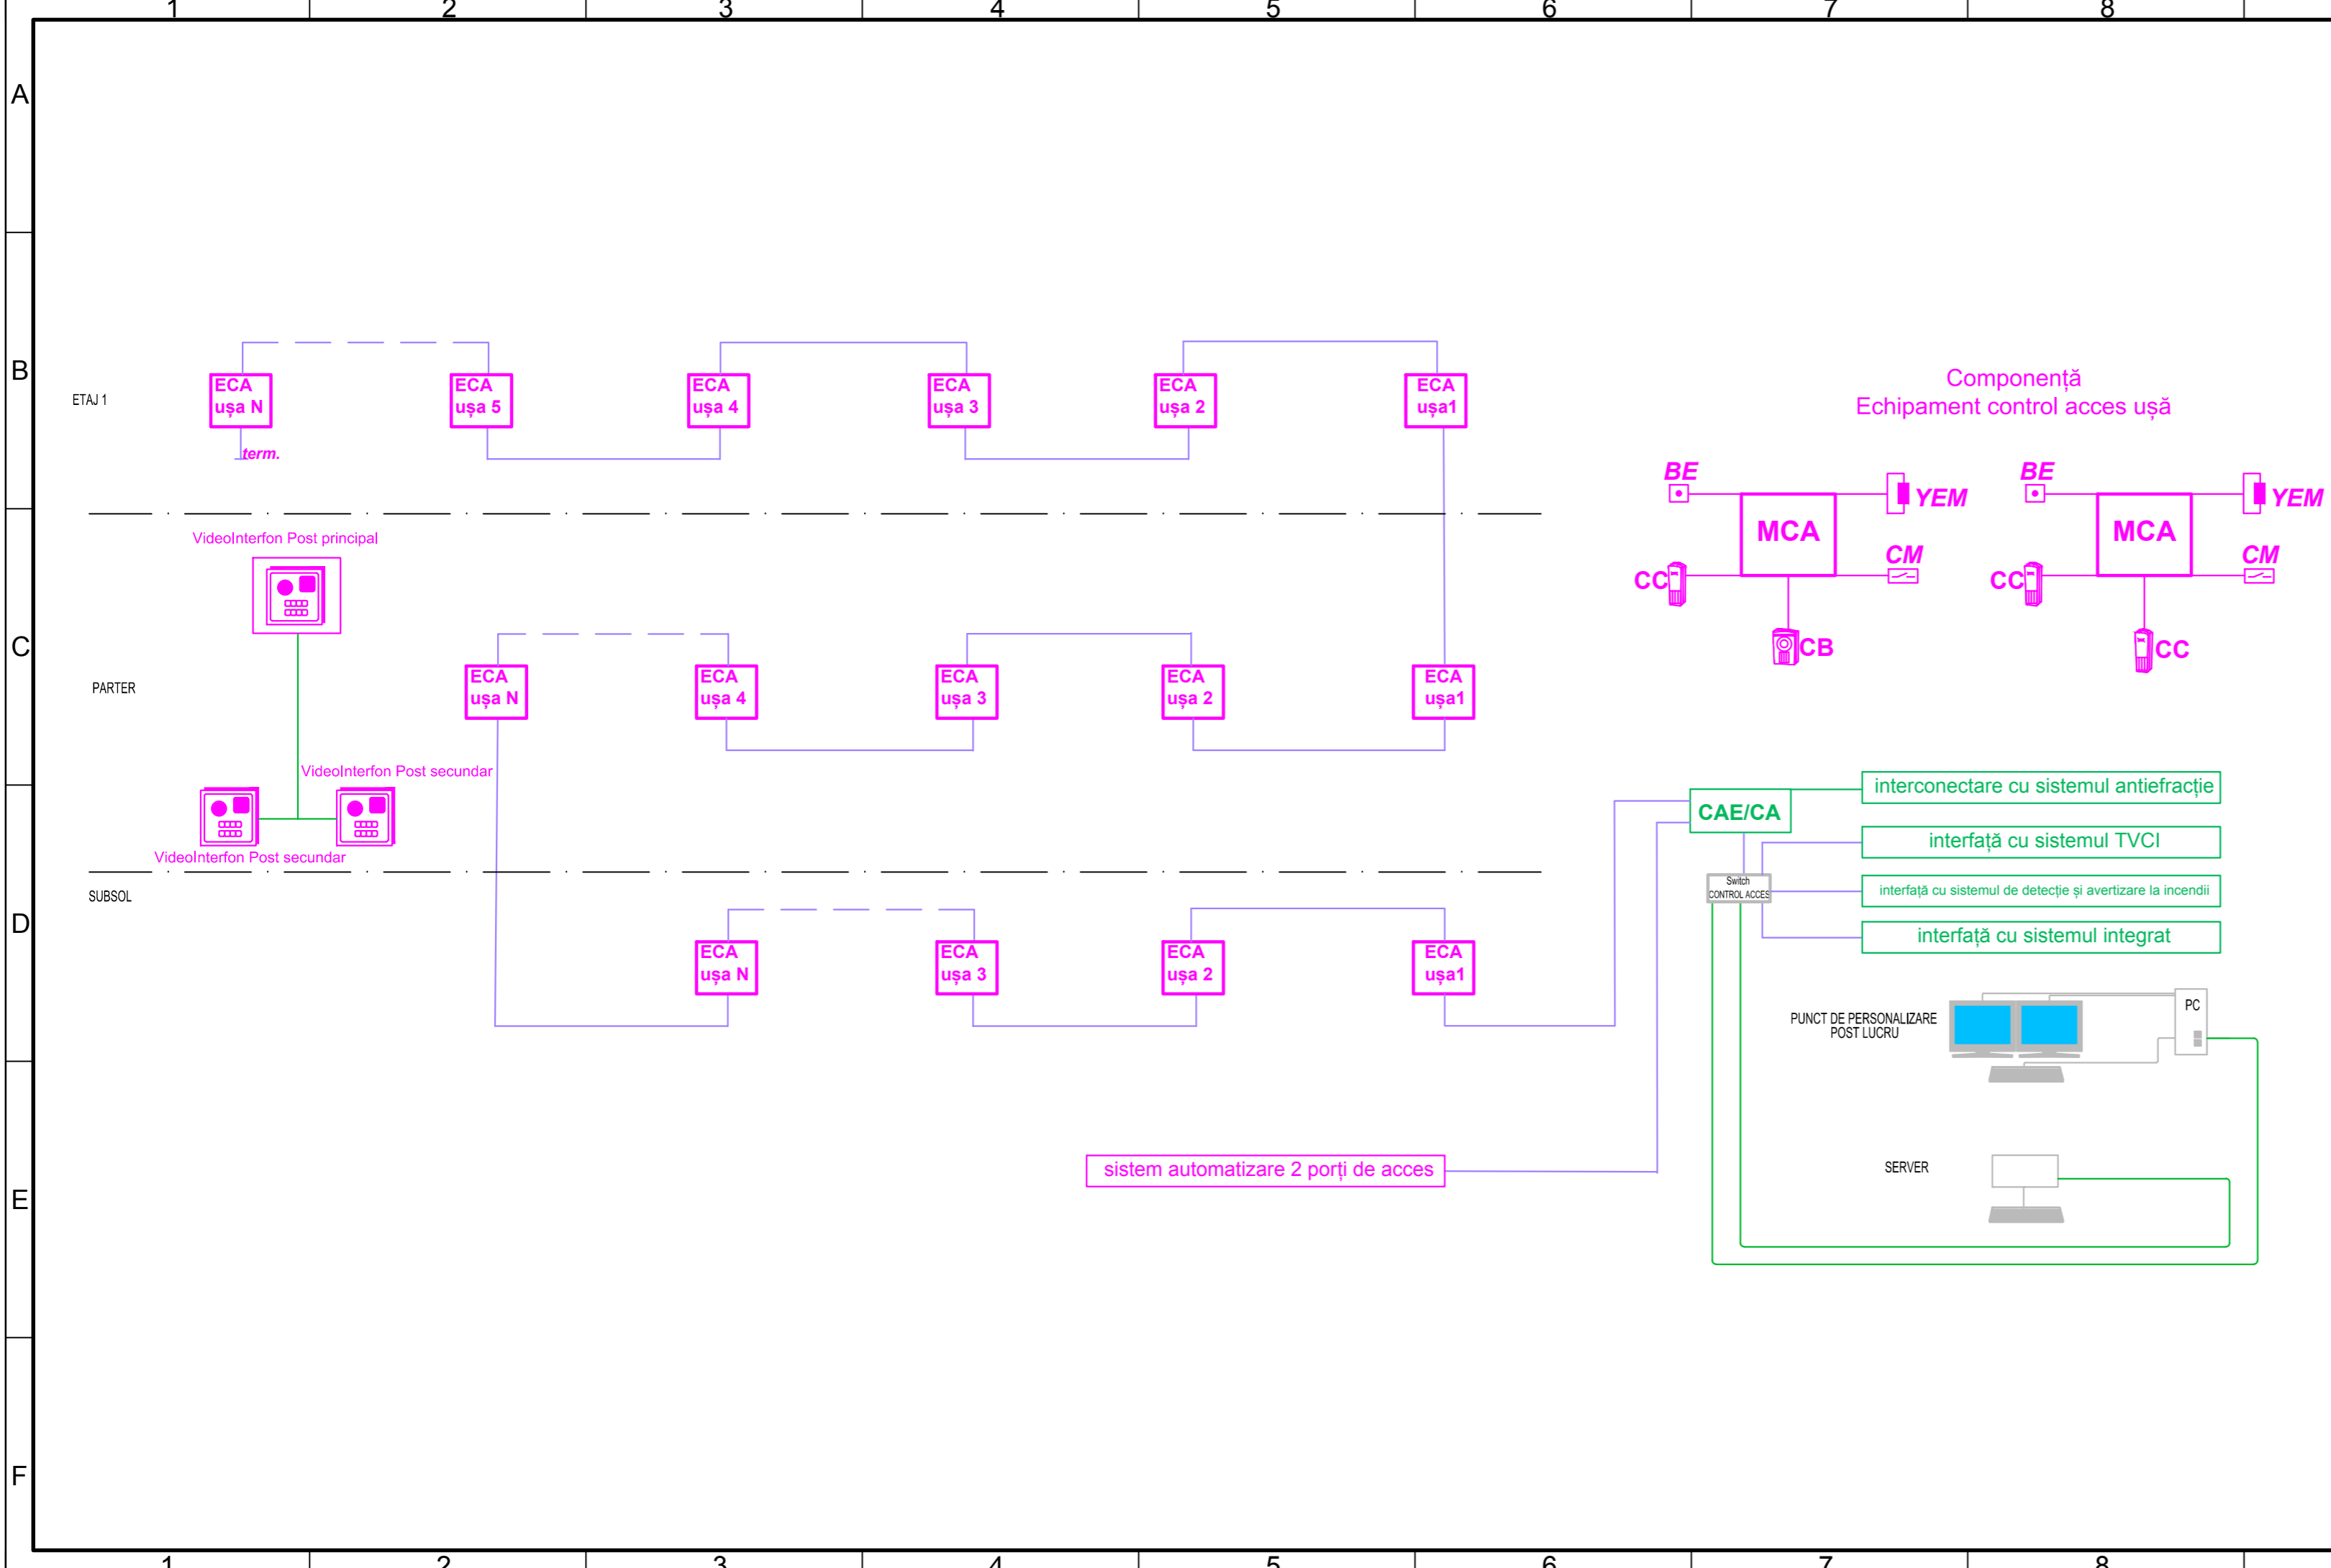 1 2 3 4 5 6 7 8
A
B
C
D
E
F
ETAJ 1
ECA
ușa N
ECA
ușa 5
ECA
ușa 4
ECA
ușa 3
ECA
ușa 2
ECA
ușa1
term.
Componență
Echipament control acces ușă
BE
YEM
MCA
CM
CC
CB
BE
YEM
MCA
CM
CC
CC
VideoInterfon Post principal
PARTER
ECA
ușa N
ECA
ușa 4
ECA
ușa 3
ECA
ușa 2
ECA
ușa1
VideoInterfon Post secundar
VideoInterfon Post secundar
CAE/CA
interconectare cu sistemul antiefracție
interfață cu sistemul TVCI
Switch
CONTROL ACCES
interfață cu sistemul de detecție și avertizare la incendii
interfață cu sistemul integrat
SUBSOL
ECA
ușa N
ECA
ușa 3
ECA
ușa 2
ECA
ușa1
PUNCT DE PERSONALIZARE
POST LUCRU
PC
sistem automatizare 2 porți de acces
SERVER
1 2 3 4 5 6 7 8